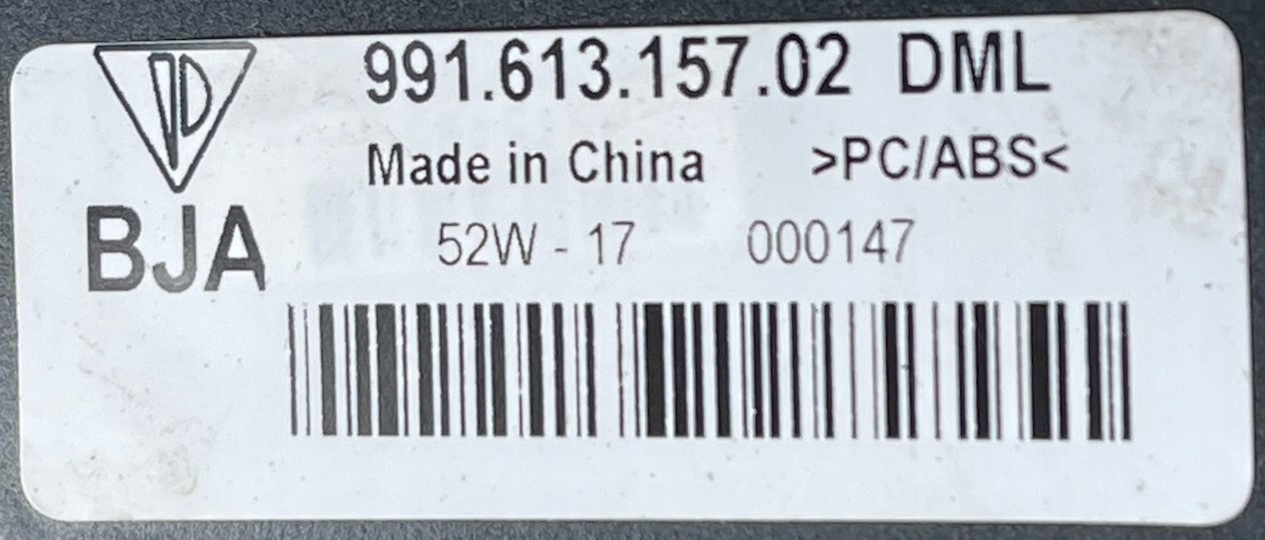 991.613.157.02 DML
Made in China >PC/ABS<
BJA
52W - 17 000147